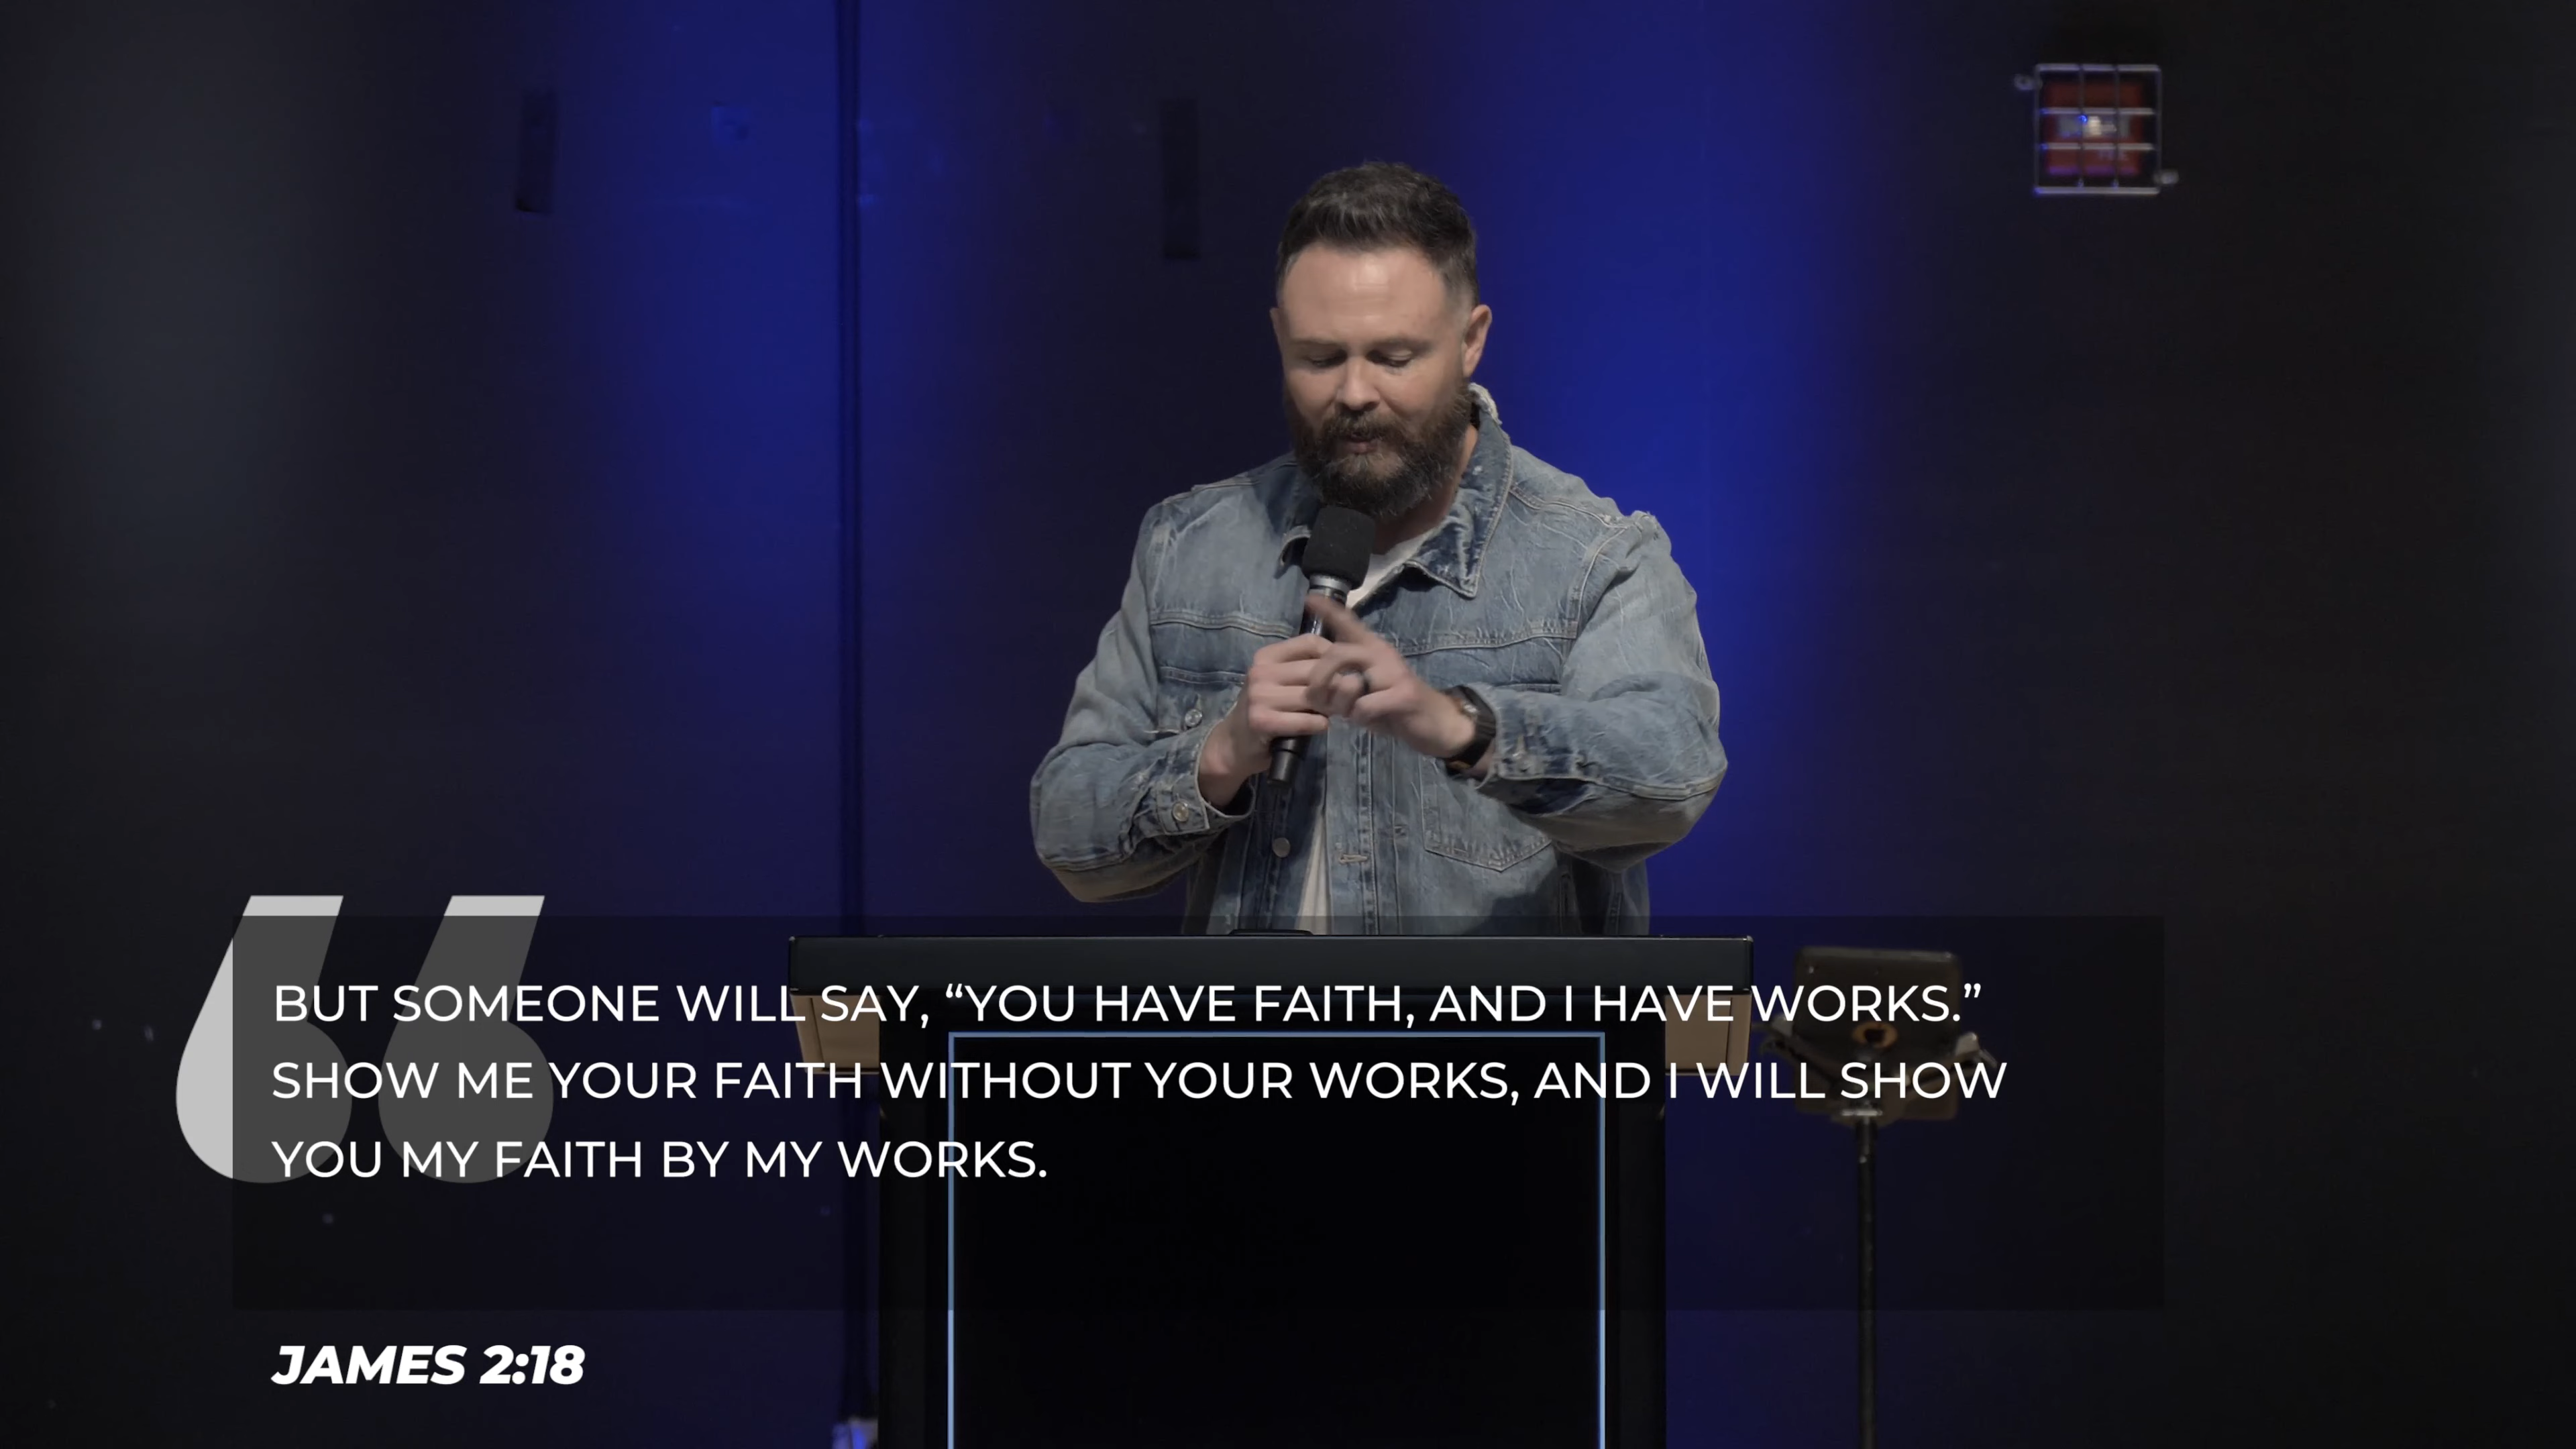 BUT SOMEONE WILL SAY, “YOU HAVE FAITH, AND I HAVE WORKS.”
SHOW ME YOUR FAITH WITHOUT YOUR WORKS, AND I WILL SHOW
YOU MY FAITH BY MY WORKS.
JAMES 2:18